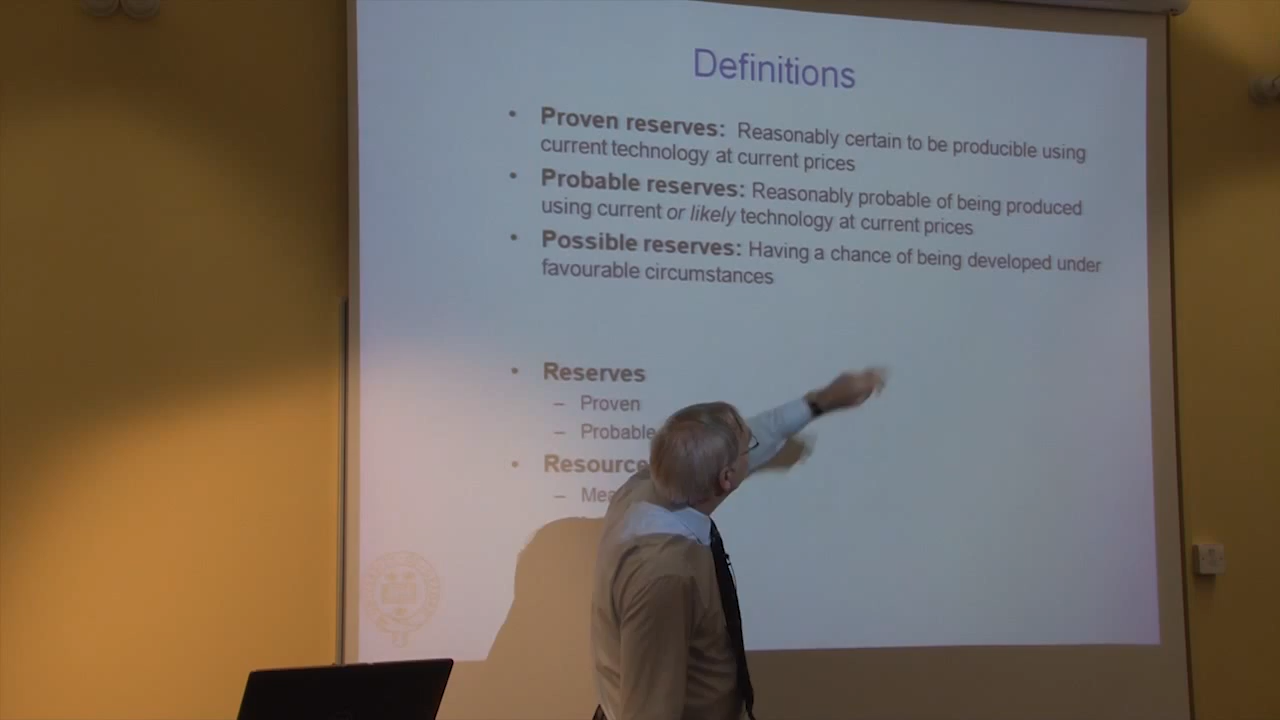 Definitions
• Proven reserves: Reasonably certain to be producible using
current technology at current prices
• Probable reserves: Reasonably probable of being produced
using current or likely technology at current prices
• Possible reserves: Having a chance of being developed under
favourable circumstances
• Reserves
– Proven
– Probable
•
–